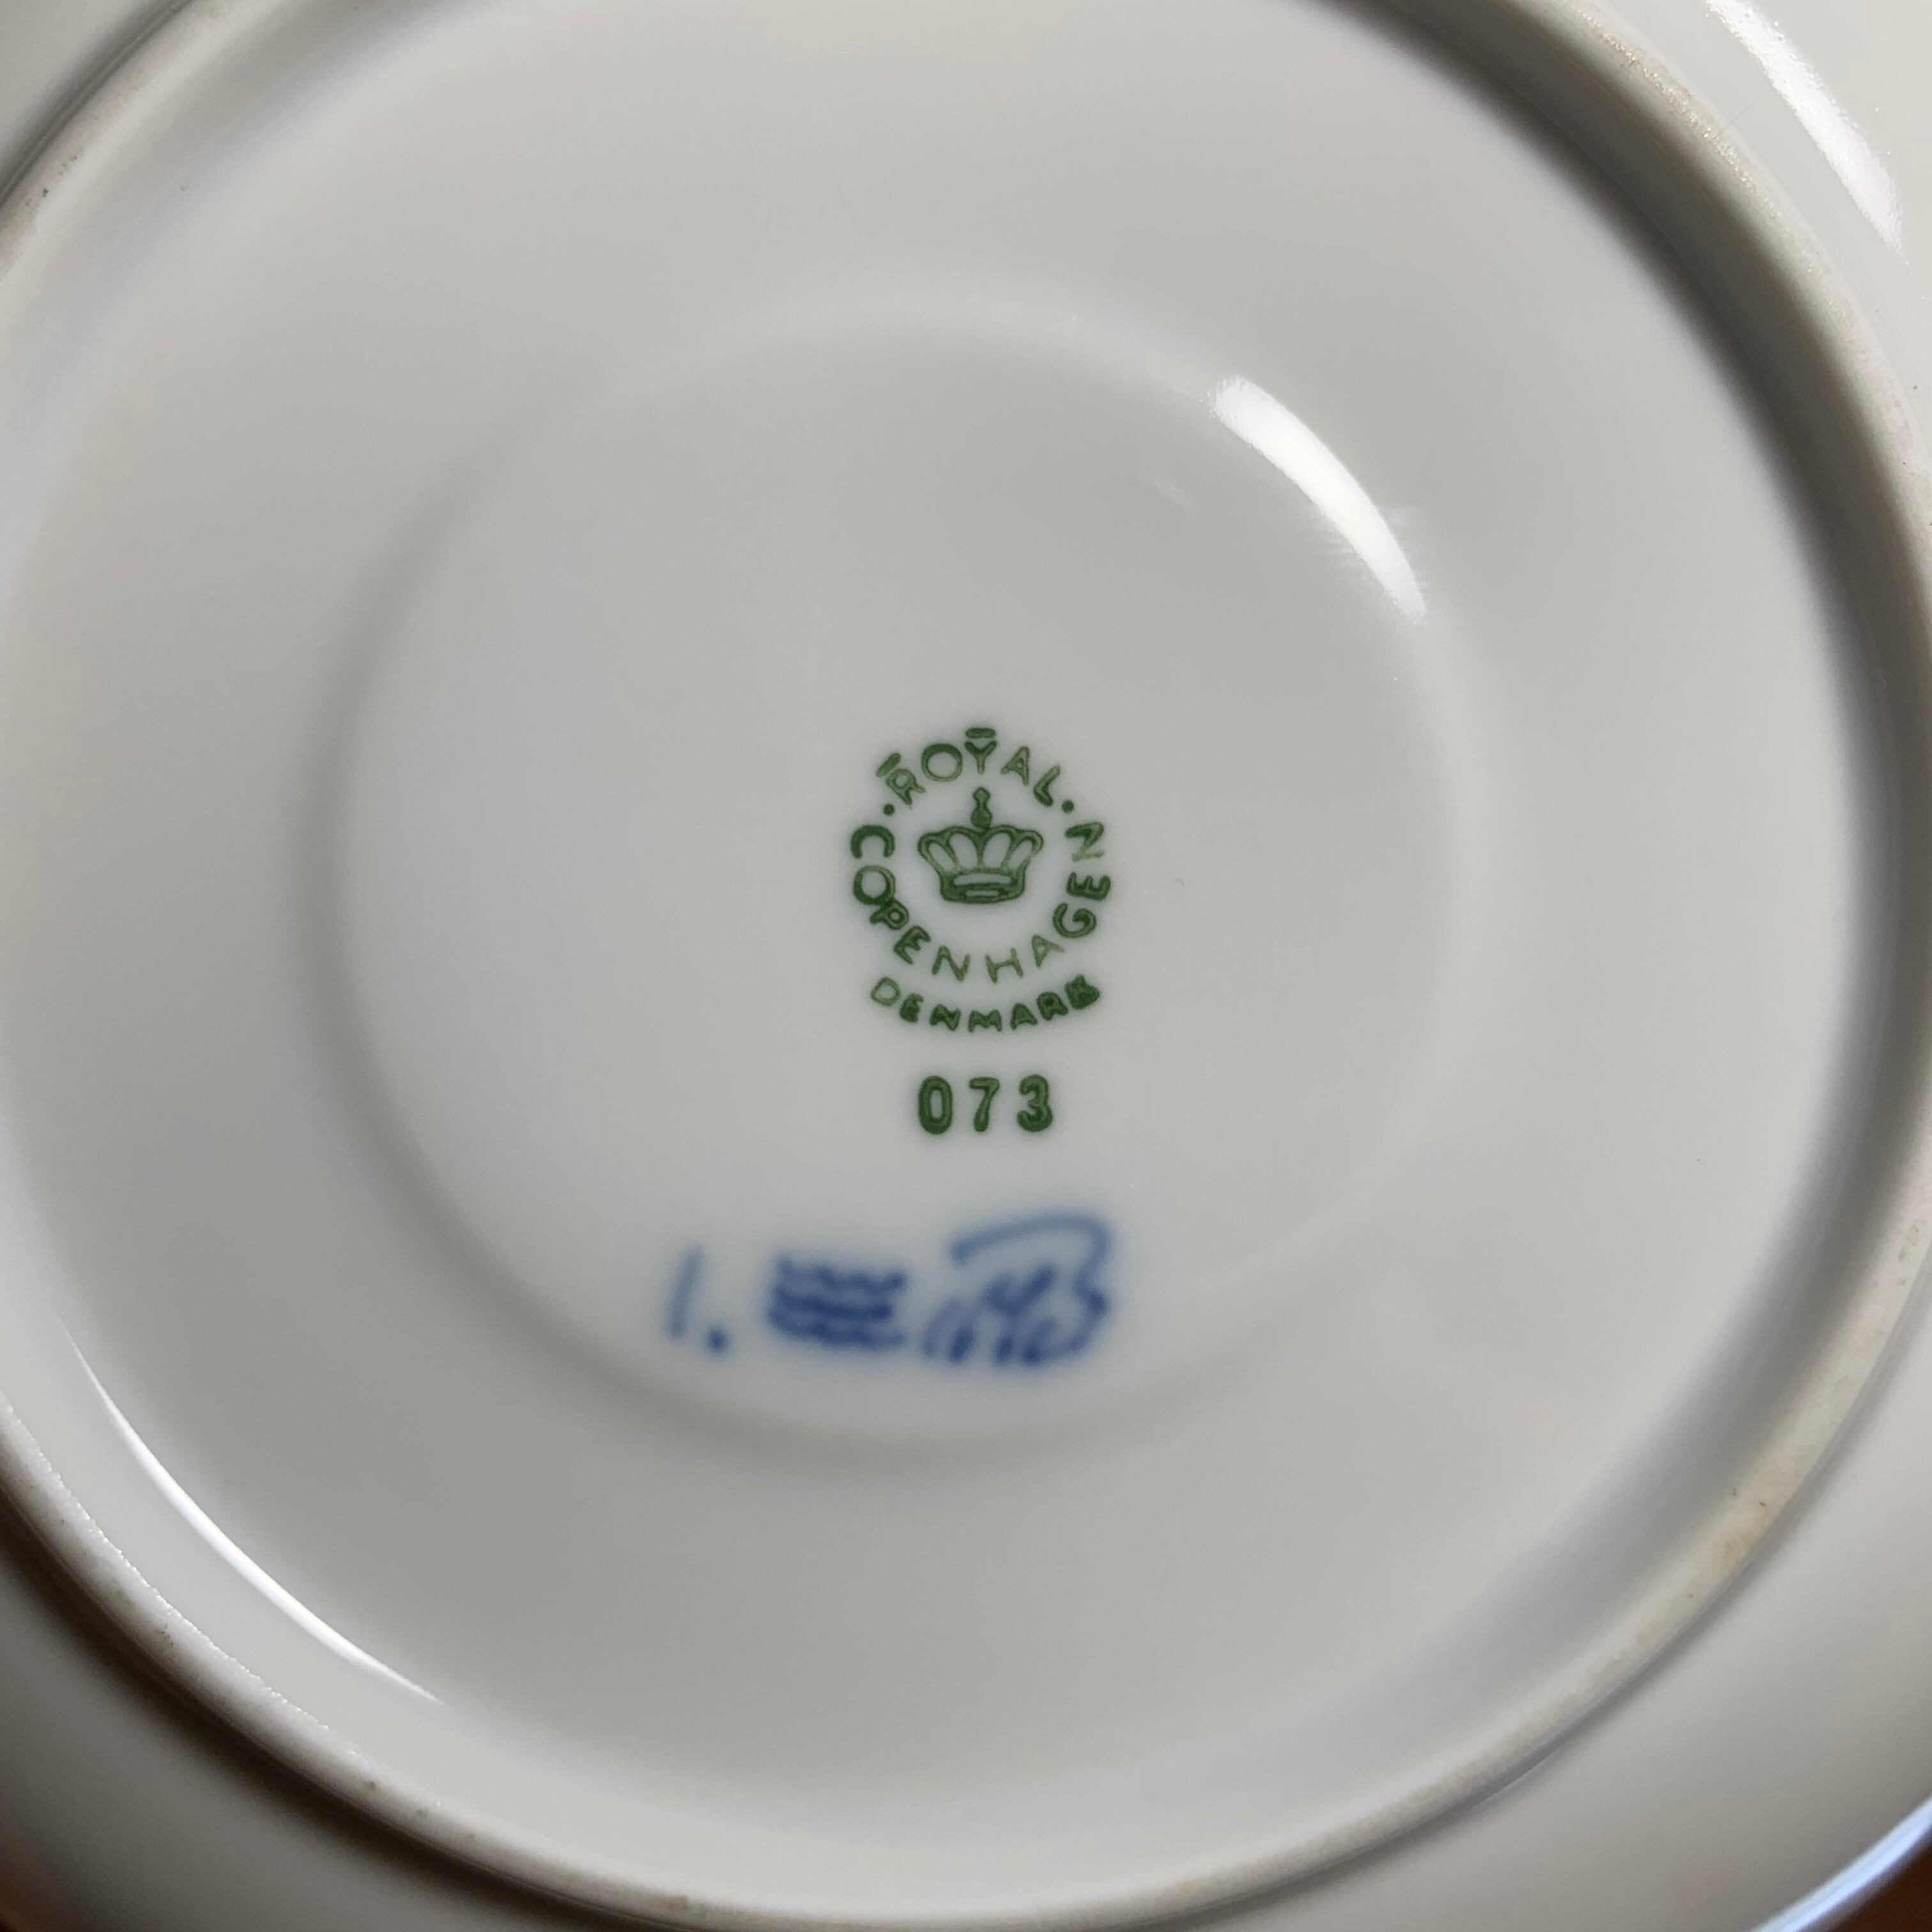 ROYAL
COPENHAGEN
DENMARK
073
1.